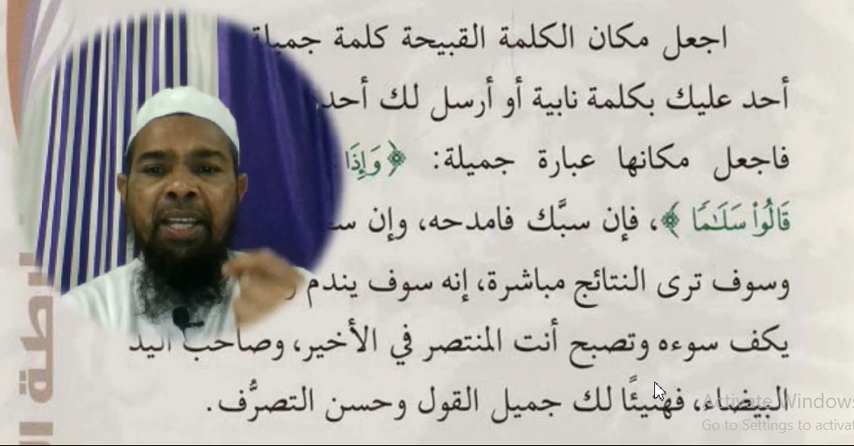 اجعل مكان الكلمة القبيحة كلمة جميلة
أحد عليك بكلمة نابية أو أرسل لك أحد
فاجعل مكانها عبارة جميلة: ﴿وَإِذَا
قَالُوا۟ سَلَـٰمًا﴾، فإن سبَّك فامدحه، وإن
وسوف ترى النتائج مباشرة، إنه سوف يندم
يكف سوءه وتصبح أنت المنتصر في الأخير، وصاحب اليد
البيضاء، فهنيئًا لك جميل القول وحسن التصرُّف.
Activate Windows
Go to Settings to activat